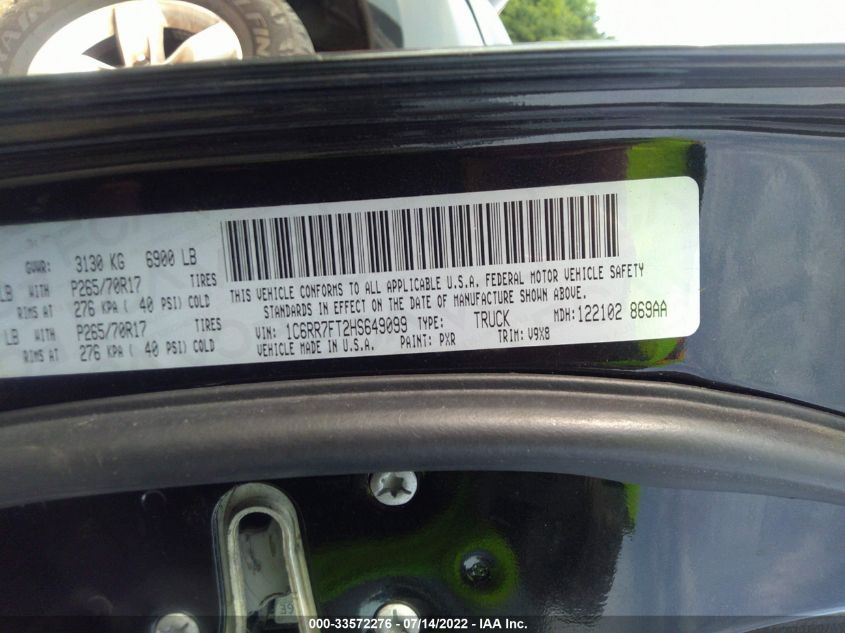 GVWR: 3130 KG 6900 LB
LB WITH P265/70R17 TIRES
RIMS AT 276 KPA ( 40 PSI) COLD
LB WITH P265/70R17 TIRES
RIMS AT 276 KPA ( 40 PSI) COLD
THIS VEHICLE CONFORMS TO ALL APPLICABLE U.S.A. FEDERAL MOTOR VEHICLE SAFETY
STANDARDS IN EFFECT ON THE DATE OF MANUFACTURE SHOWN ABOVE.
VIN: 1C6RR7FT2HS649099 TYPE: TRUCK MDH: 122102 869AA
VEHICLE MADE IN U.S.A. PAINT: PXR TRIM: V9X8
39
000-33572276 - 07/14/2022 - IAA Inc.